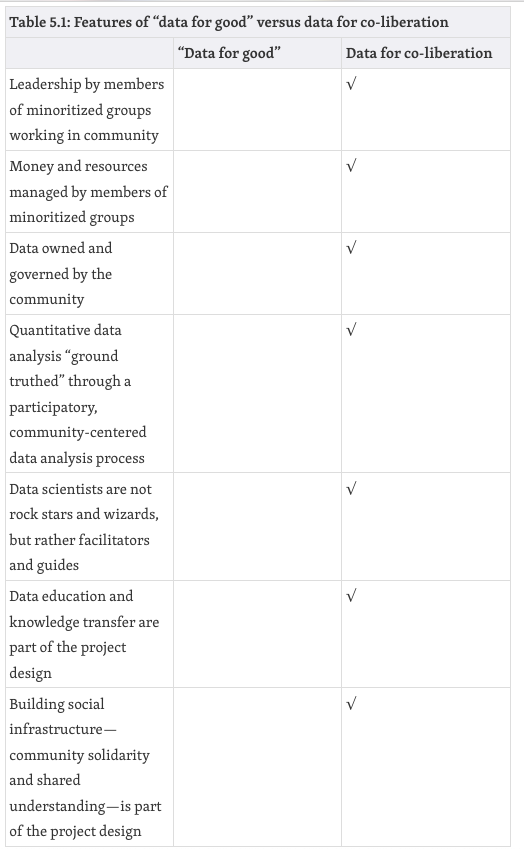 Table 5.1: Features of “data for good” versus data for co-liberation
“Data for good” Data for co-liberation
Leadership by members √
of minoritized groups
working in community
Money and resources √
managed by members of
minoritized groups
Data owned and √
governed by the
community
Quantitative data √
analysis “ground
truthed” through a
participatory,
community-centered
data analysis process
Data scientists are not √
rock stars and wizards,
but rather facilitators
and guides
Data education and √
knowledge transfer are
part of the project
design
Building social √
infrastructure—
community solidarity
and shared
understanding—is part
of the project design